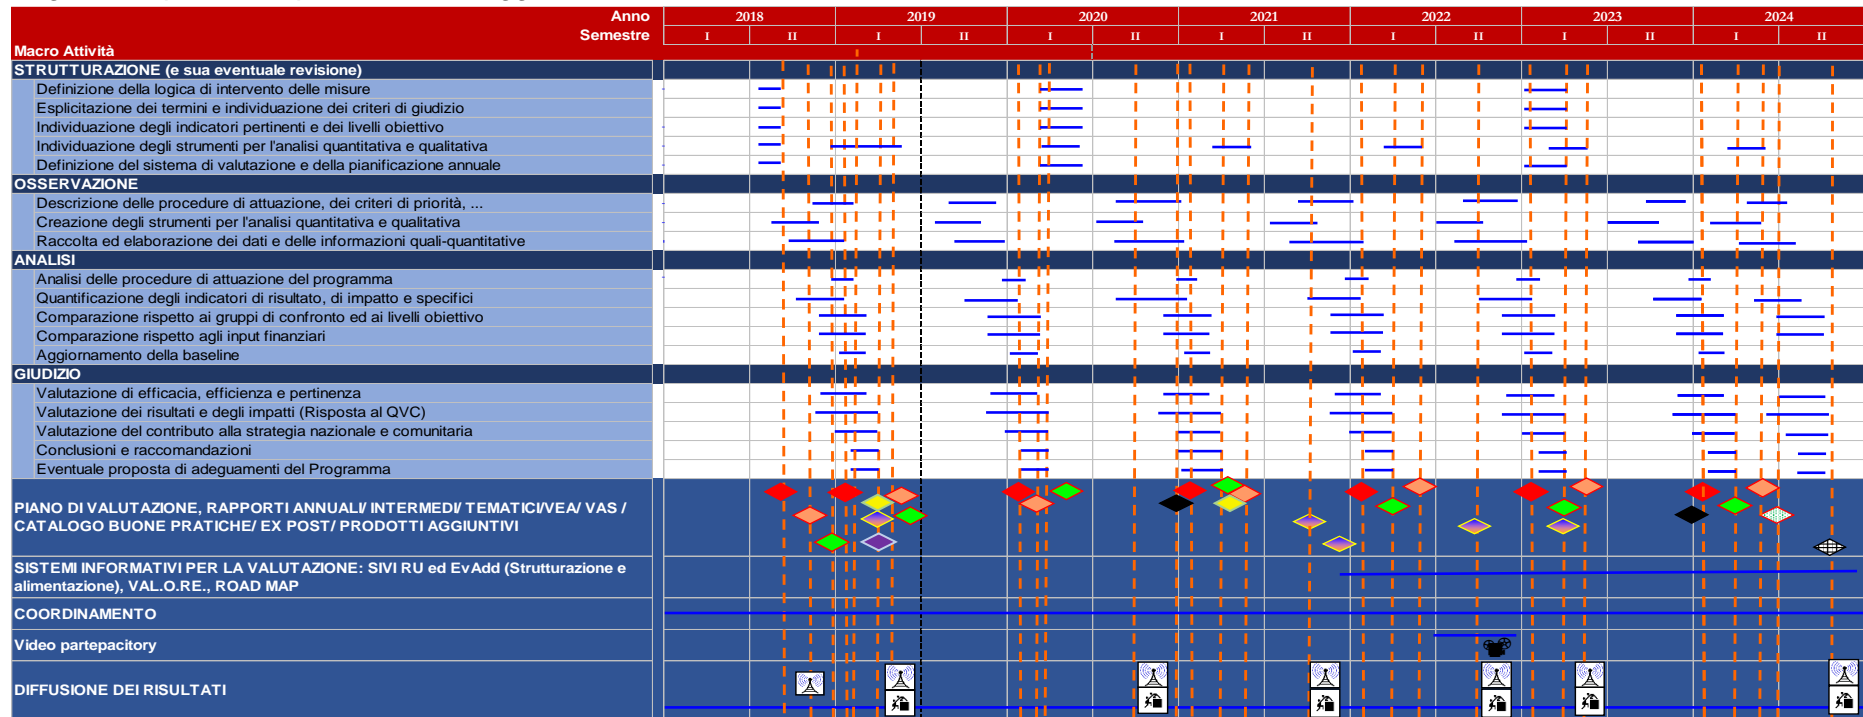 Anno 2018 2019 2020 2021 2022 2023 2024
Semestre I II I II I II I II I II I II I II
Macro Attività
STRUTTURAZIONE (e sua eventuale revisione)
Definizione della logica di intervento delle misure
Esplicitazione dei termini e individuazione dei criteri di giudizio
Individuazione degli indicatori pertinenti e dei livelli obiettivo
Individuazione degli strumenti per l'analisi quantitativa e qualitativa
Definizione del sistema di valutazione e della pianificazione annuale
OSSERVAZIONE
Descrizione delle procedure di attuazione, dei criteri di priorità, ...
Creazione degli strumenti per l'analisi quantitativa e qualitativa
Raccolta ed elaborazione dei dati e delle informazioni quali-quantitative
ANALISI
Analisi delle procedure di attuazione del programma
Quantificazione degli indicatori di risultato, di impatto e specifici
Comparazione rispetto ai gruppi di confronto ed ai livelli obiettivo
Comparazione rispetto agli input finanziari
Aggiornamento della baseline
GIUDIZIO
Valutazione di efficacia, efficienza e pertinenza
Valutazione dei risultati e degli impatti (Risposta al QVC)
Valutazione del contributo alla strategia nazionale e comunitaria
Conclusioni e raccomandazioni
Eventuale proposta di adeguamenti del Programma
PIANO DI VALUTAZIONE, RAPPORTI ANNUALI/ INTERMEDI/ TEMATICI/VEA/ VAS /
CATALOGO BUONE PRATICHE/ EX POST/ PRODOTTI AGGIUNTIVI
SISTEMI INFORMATIVI PER LA VALUTAZIONE: SIVI RU ed EvAdd (Strutturazione e
alimentazione), VAL.O.RE., ROAD MAP
COORDINAMENTO
Video partepacitory
DIFFUSIONE DEI RISULTATI